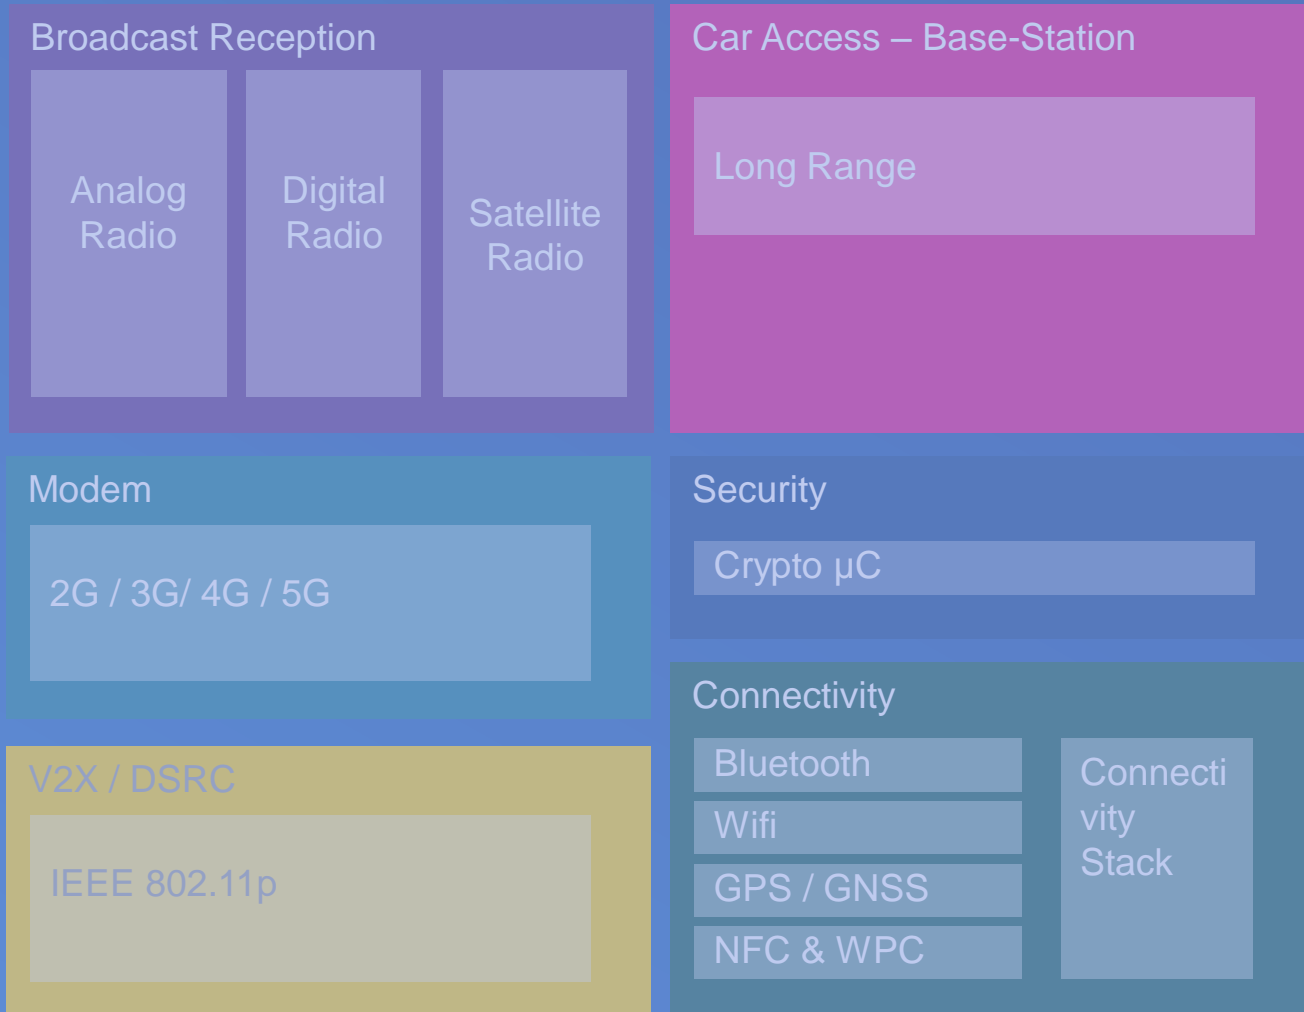 Broadcast Reception
Analog
Radio
Digital
Radio
Satellite
Radio
Car Access – Base-Station
Long Range
Modem
2G / 3G/ 4G / 5G
Security
Crypto µC
V2X / DSRC
IEEE 802.11p
Connectivity
Bluetooth
Wifi
GPS / GNSS
NFC & WPC
Connecti
vity
Stack